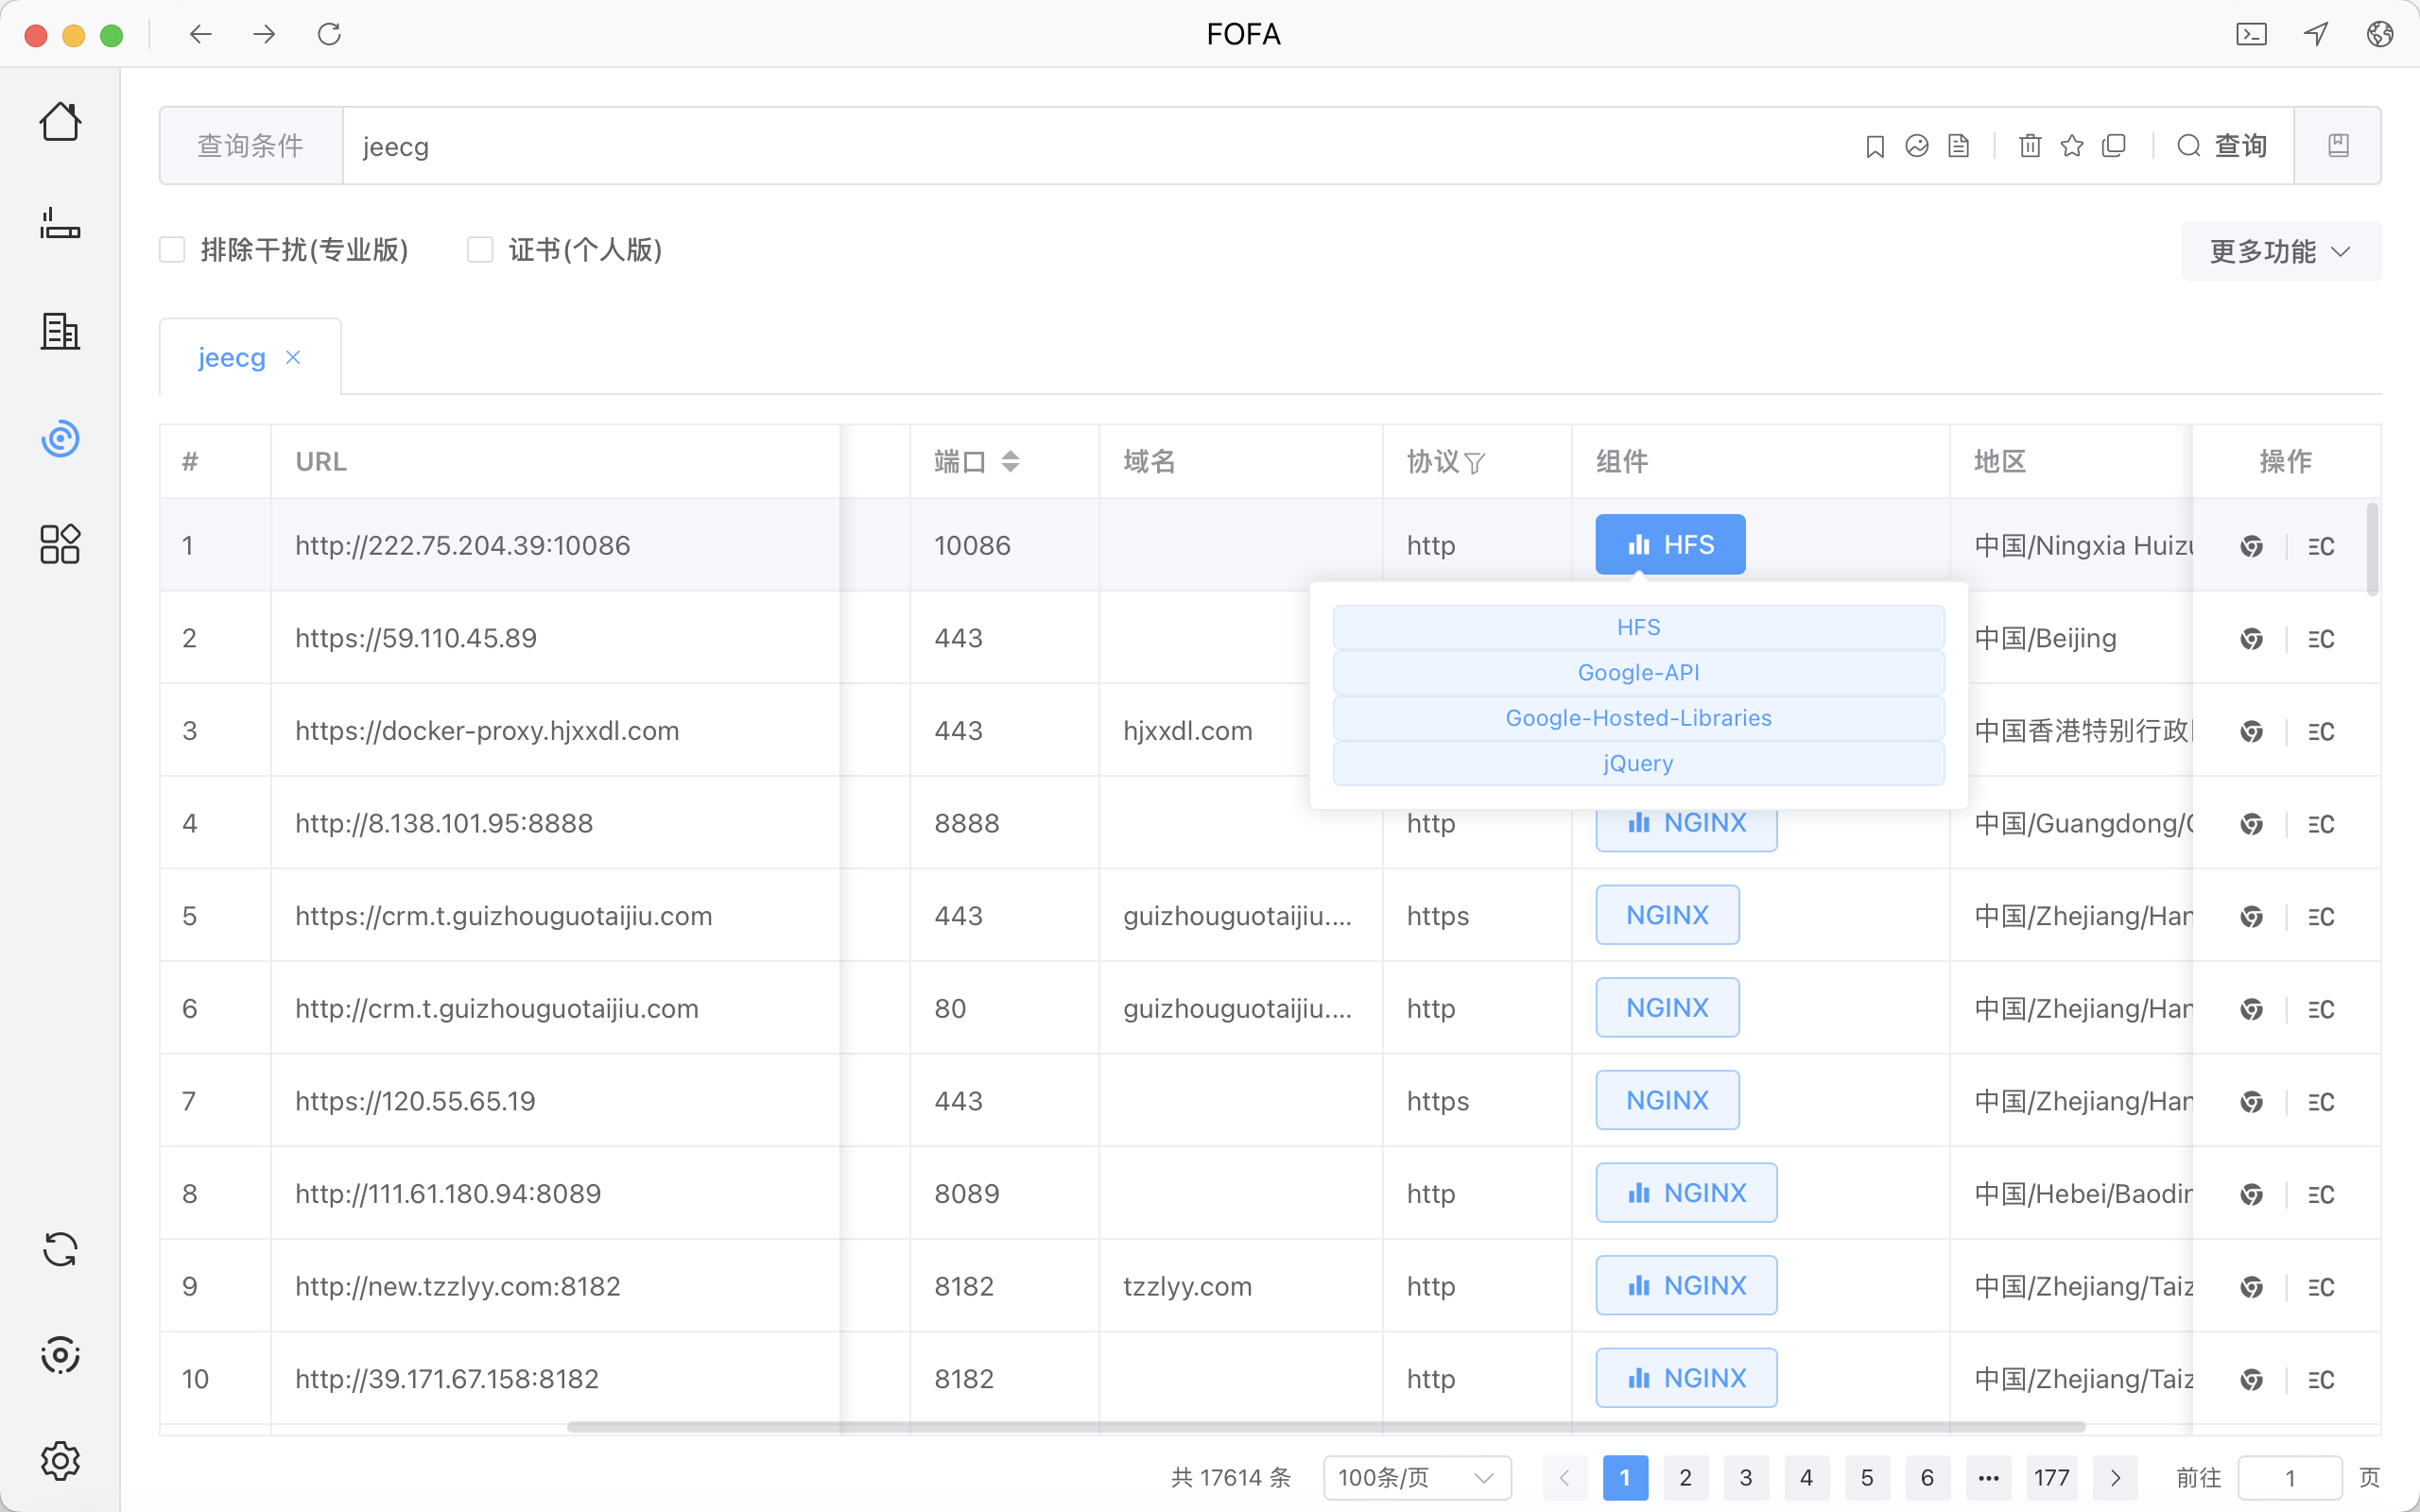 FOFA
查询条件 jeecg 查询
排除干扰(专业版) 证书(个人版) 更多功能
jeecg
# URL 端口 域名 协议 组件 地区 操作
1 http://222.75.204.39:10086 10086 http HFS 中国/Ningxia Huizu
HFS
2 https://59.110.45.89 443 中国/Beijing
Google-API
Google-Hosted-Libraries
3 https://docker-proxy.hjxxdl.com 443 hjxxdl.com 中国香港特别行政
jQuery
4 http://8.138.101.95:8888 8888 http NGINX 中国/Guangdong/
5 https://crm.t.guizhouguotaijiu.com 443 guizhouguotaijiu.... https NGINX 中国/Zhejiang/Han
6 http://crm.t.guizhouguotaijiu.com 80 guizhouguotaijiu.... http NGINX 中国/Zhejiang/Han
7 https://120.55.65.19 443 https NGINX 中国/Zhejiang/Han
8 http://111.61.180.94:8089 8089 http NGINX 中国/Hebei/Baodin
9 http://new.tzzlyy.com:8182 8182 tzzlyy.com http NGINX 中国/Zhejiang/Taiz
10 http://39.171.67.158:8182 8182 http NGINX 中国/Zhejiang/Taiz
共 17614 条 100条/页 1 2 3 4 5 6 ... 177 前往 1 页